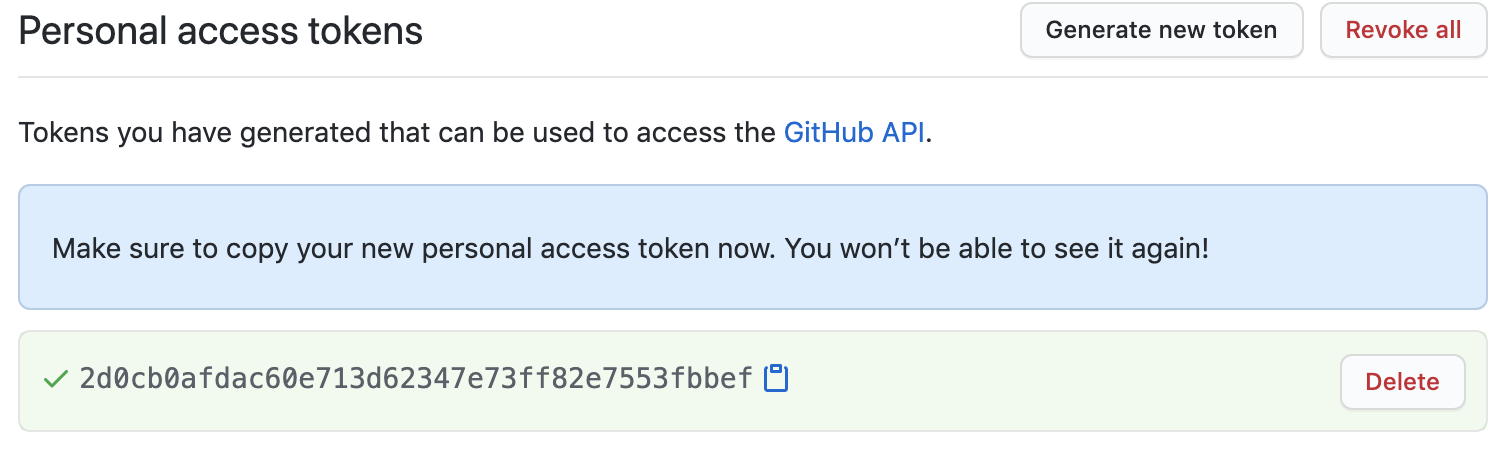 Personal access tokens
Generate new token
Revoke all
Tokens you have generated that can be used to access the GitHub API.
Make sure to copy your new personal access token now. You won’t be able to see it again!
2d0cb0afdac60e713d62347e73ff82e7553fbbef
Delete